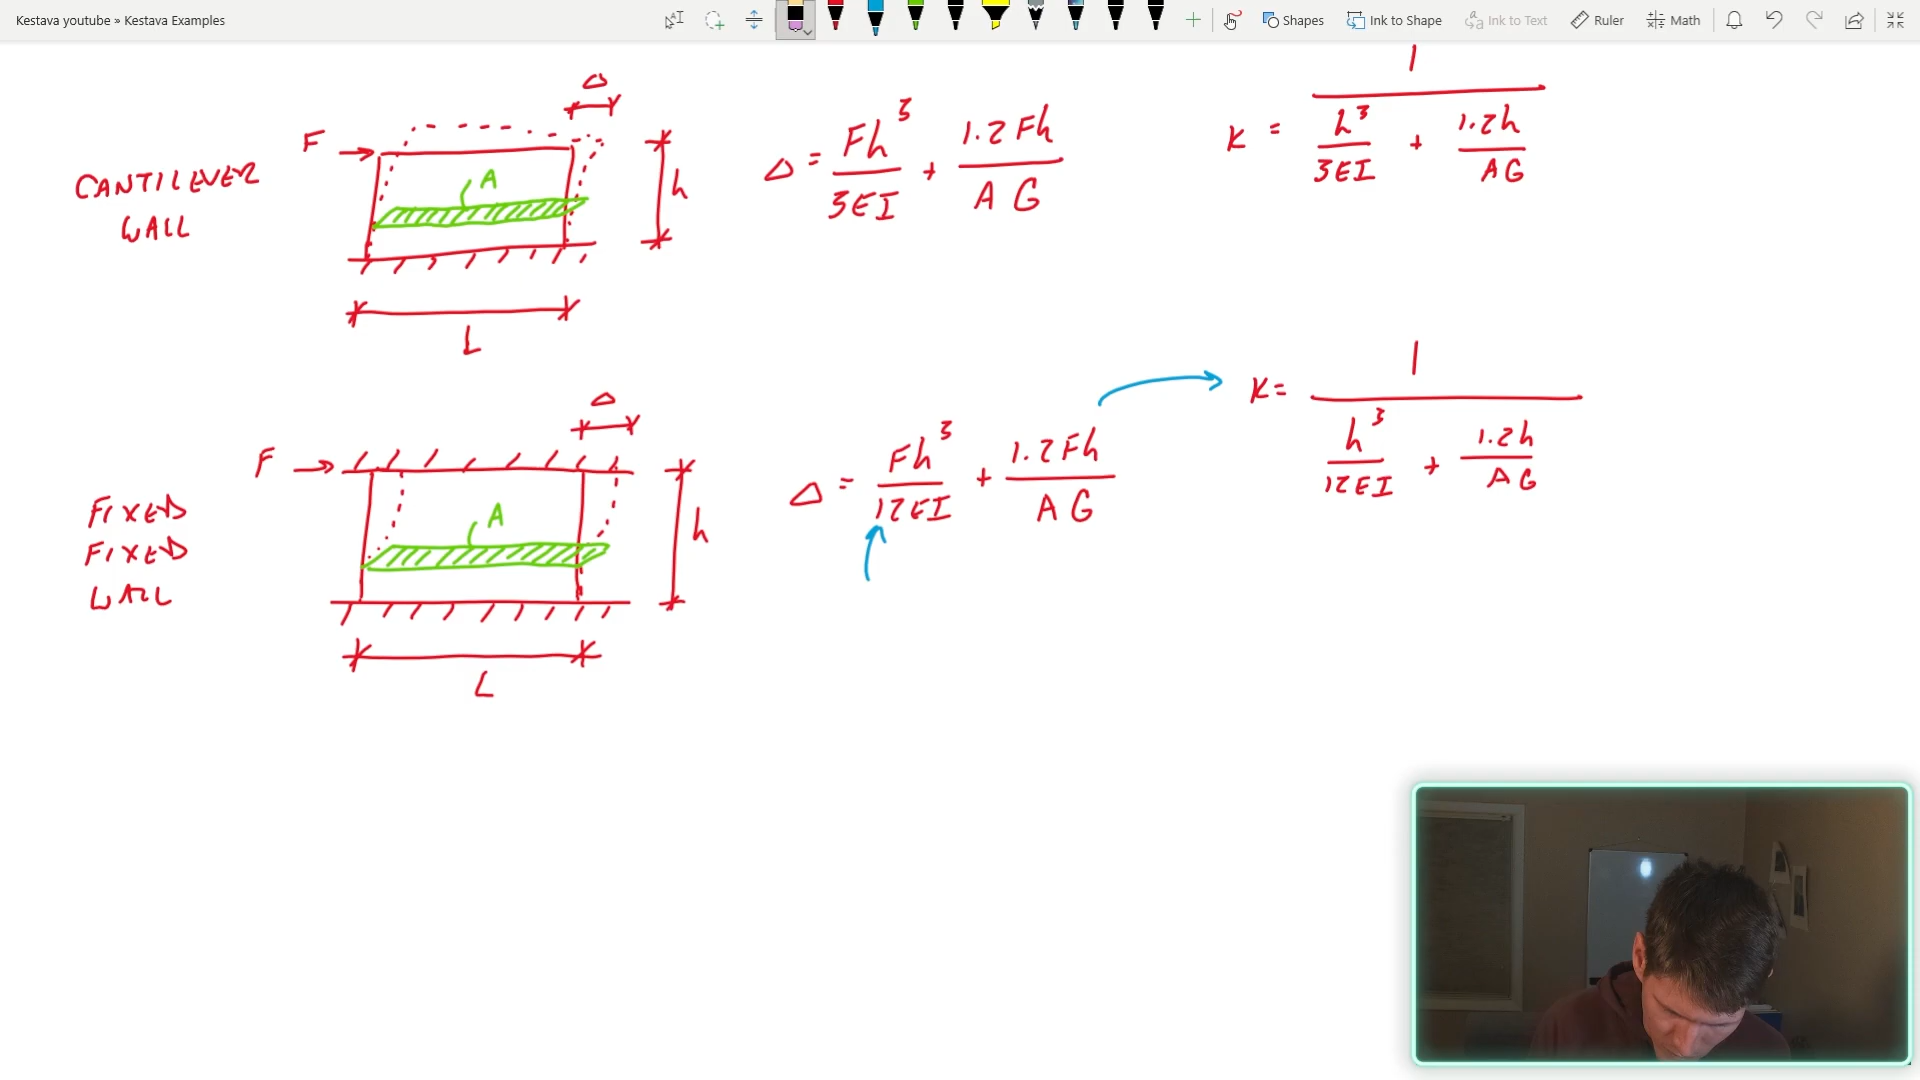 Kestava youtube » Kestava Examples
Shapes
Ink to Shape
Ink to Text
Ruler
Math
CANTILEVER
WALL
F
Δ
A
h
L
Δ = Fh³/3EI + 1.2Fh/AG
K = 1/(h³/3EI + 1.2h/AG)
FIXED
FIXED
WALL
F
Δ
A
h
L
Δ = Fh³/12EI + 1.2Fh/AG
K = 1/(h³/12EI + 1.2h/AG)